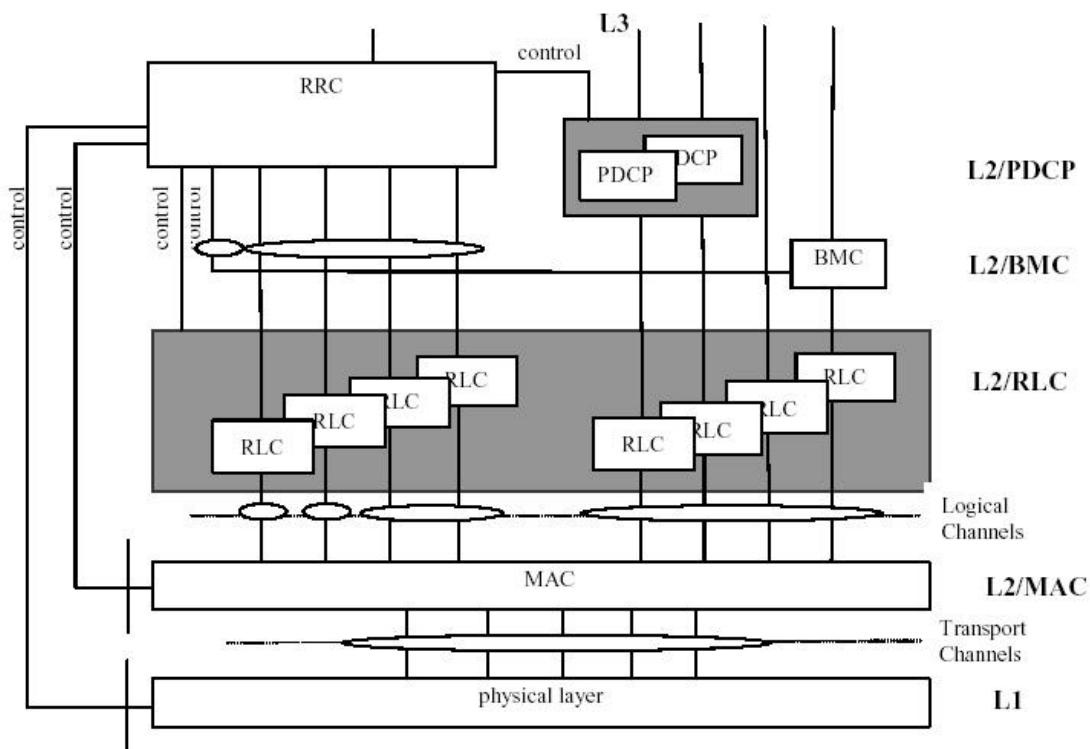 L3
control
RRC
DCP
PDCP
L2/PDCP
control
control
control
control
BMC
L2/BMC
RLC
RLC
RLC
RLC
RLC
RLC
RLC
RLC
L2/RLC
Logical
Channels
MAC
L2/MAC
Transport
Channels
physical layer
L1